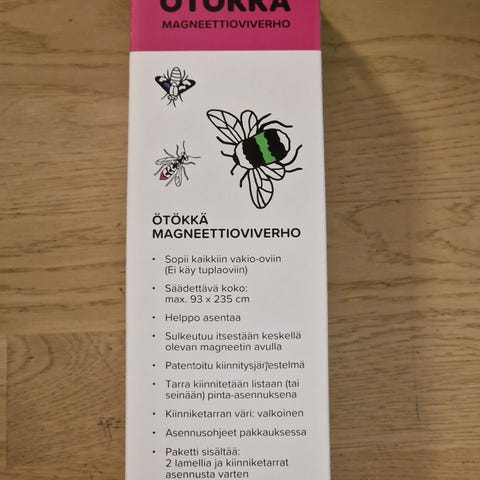 ÖTÖKKÄ
MAGNEETTIOVIVERHO
ÖTÖKKÄ
MAGNEETTIOVIVERHO
• Sopii kaikkiin vakio-oviin
(Ei käy tuplaoviin)
• Säädettävä koko:
max. 93 x 235 cm
• Helppo asentaa
• Sulkeutuu itsestään keskellä
olevan magneetin avulla
• Patentoitu kiinnitysjärjestelmä
• Tarra kiinnitetään listaan (tai
seinään) pinta-asennuksena
• Kiinniketarran väri: valkoinen
• Asennusohjeet pakkauksessa
• Paketti sisältää:
2 lamellia ja kiinniketarrat
asennusta varten